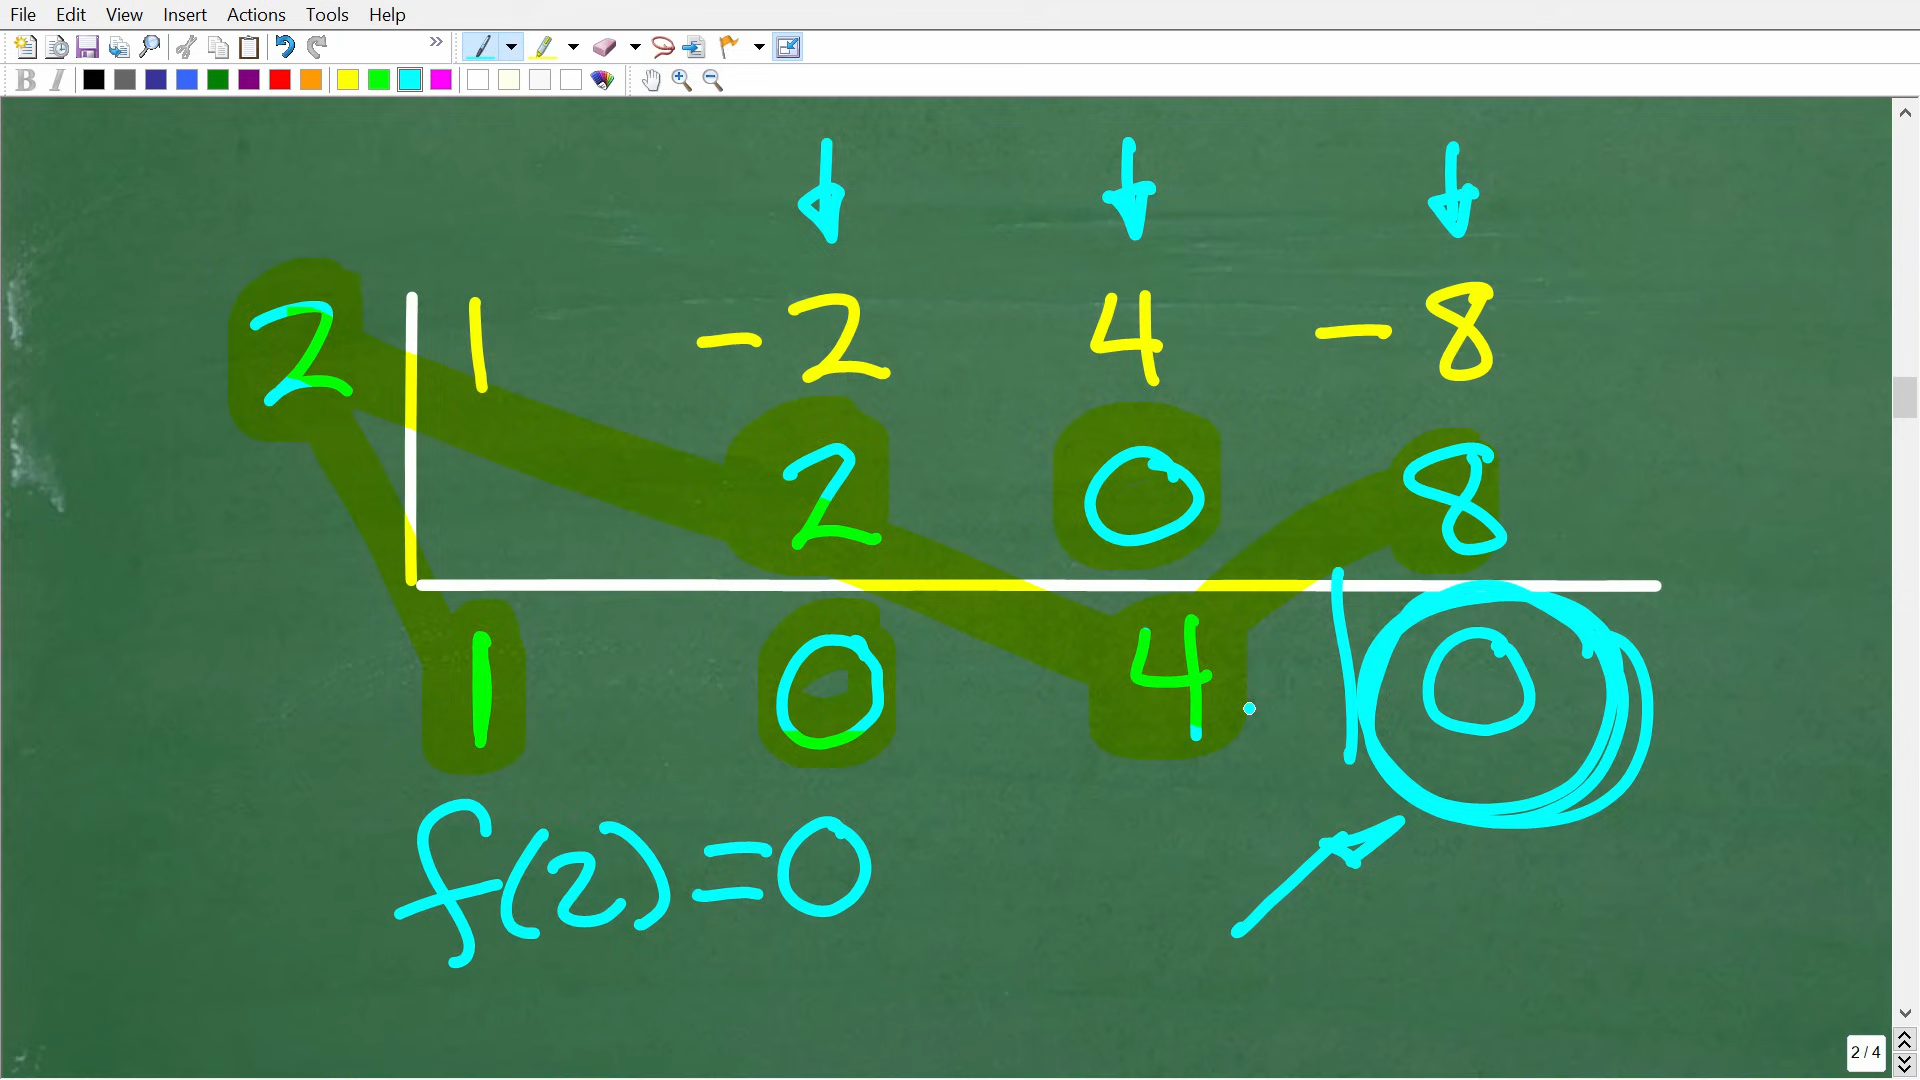 File Edit View Insert Actions Tools Help
B I
2 1 -2 4 -8
2 0 8
1 0 4 0
f(2)=0
2 / 4